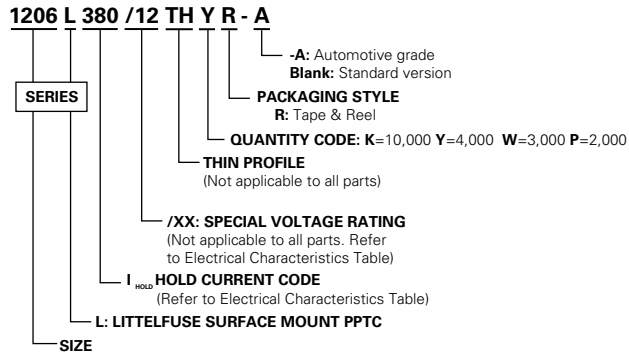 1206 L 380 /12 TH Y R - A
-A: Automotive grade
Blank: Standard version
SERIES
PACKAGING STYLE
R: Tape & Reel
QUANTITY CODE: K=10,000 Y=4,000 W=3,000 P=2,000
THIN PROFILE
(Not applicable to all parts)
/XX: SPECIAL VOLTAGE RATING
(Not applicable to all parts. Refer
to Electrical Characteristics Table)
I HOLD HOLD CURRENT CODE
(Refer to Electrical Characteristics Table)
L: LITTELFUSE SURFACE MOUNT PPTC
SIZE